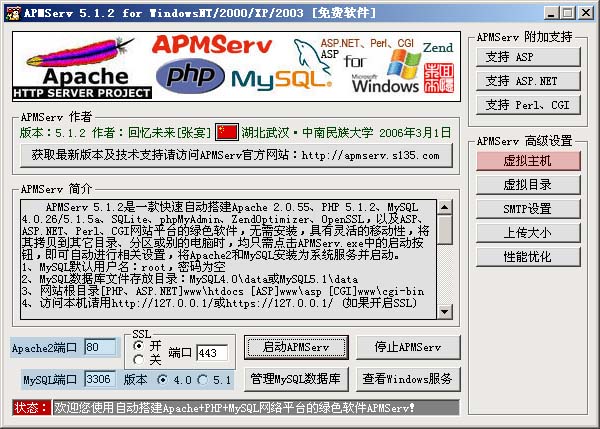 APMServ 5.1.2 for WindowsNT/2000/XP/2003 [免费软件]
Apache
HTTP SERVER PROJECT
APMServ
php
MySQL
ASP.NET、Perl、CGI
ASP
for
Microsoft
Windows
Zend
APMServ 作者
版本：5.1.2 作者：回忆未来[张宴] 湖北武汉·中南民族大学 2006年3月1日
获取最新版本及技术支持请访问APMServ官方网站：http://apmserv.s135.com
APMServ 简介
APMServ 5.1.2是一款快速自动搭建Apache 2.0.55、PHP 5.1.2、MySQL
4.0.26/5.1.5a、SQLite、phpMyAdmin、ZendOptimizer、OpenSSL，以及ASP、
ASP.NET、Perl、CGI网站平台的绿色软件，无需安装，具有灵活的移动性，将
其拷贝到其它目录、分区或别的电脑时，均只需点击APMServ.exe中的启动按
钮，即可自动进行相关设置，将Apache2和MySQL安装为系统服务并启动。
1、MySQL默认用户名：root，密码为空
2、MySQL数据库文件存放目录：MySQL4.0\data或MySQL5.1\data
3、网站根目录[PHP、ASP.NET]www\htdocs [ASP]www\asp [CGI]www\cgi-bin
4、访问本机请用http://127.0.0.1/或https://127.0.0.1/（如果开启SSL）
Apache2端口 80
SSL
开
关
端口 443
启动APMServ
停止APMServ
MySQL端口 3306 版本 4.0 5.1
管理MySQL数据库
查看Windows服务
状态： 欢迎您使用自动搭建Apache+PHP+MySQL网络平台的绿色软件APMServ!
APMServ 附加支持
支持 ASP
支持 ASP.NET
支持 Perl、CGI
APMServ 高级设置
虚拟主机
虚拟目录
SMTP设置
上传大小
性能优化